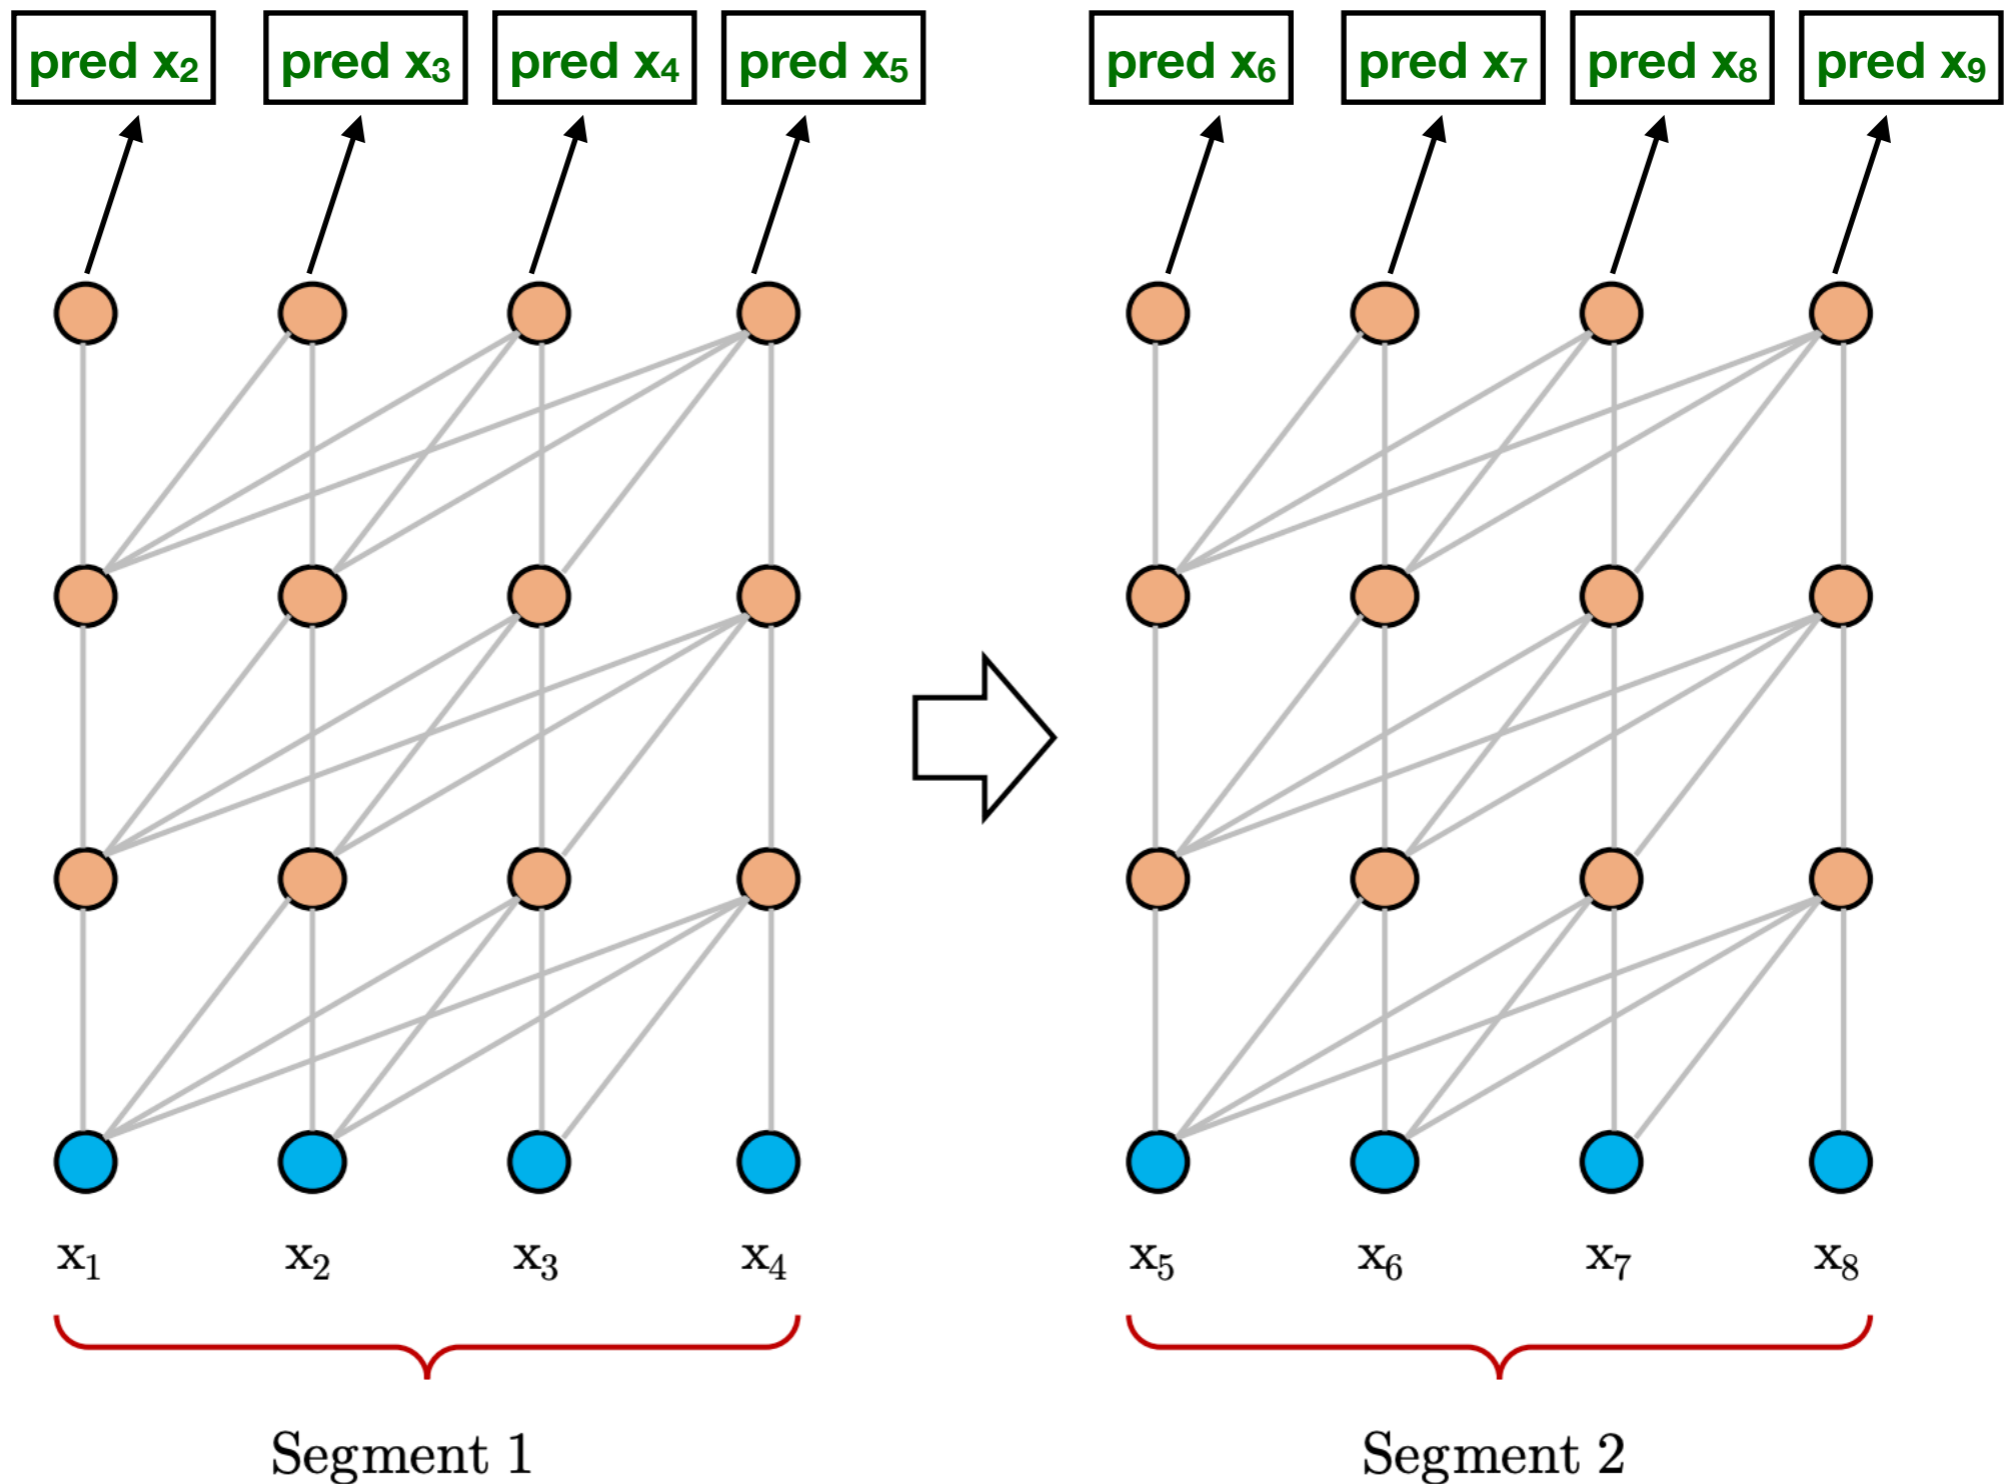 pred x₂ pred x₃ pred x₄ pred x₅ pred x₆ pred x₇ pred x₈ pred x₉
x₁ x₂ x₃ x₄ x₅ x₆ x₇ x₈
Segment 1 Segment 2